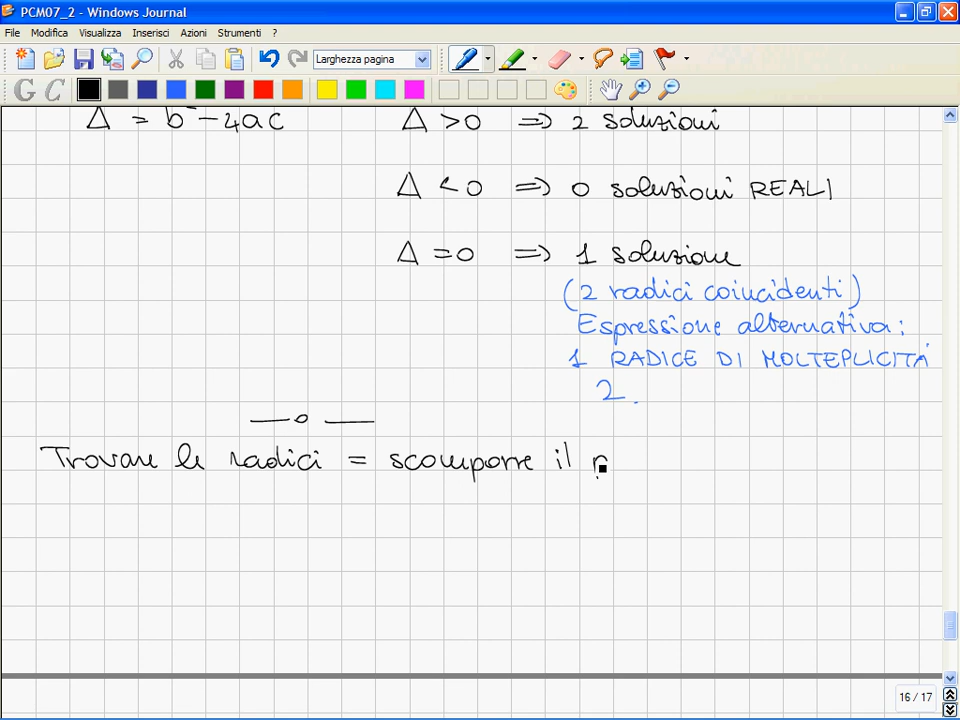 PCM07_2 - Windows Journal
File Modifica Visualizza Inserisci Azioni Strumenti ?
Larghezza pagina
G C
Δ = b² - 4ac Δ > 0 => 2 soluzioni
Δ < 0 => 0 soluzioni REALI
Δ = 0 => 1 soluzione
(2 radici coincidenti)
Espressione alternativa:
1 RADICE DI MOLTEPLICITÀ
2.
—o—
Trovare le radici = scomporre il p
16 / 17